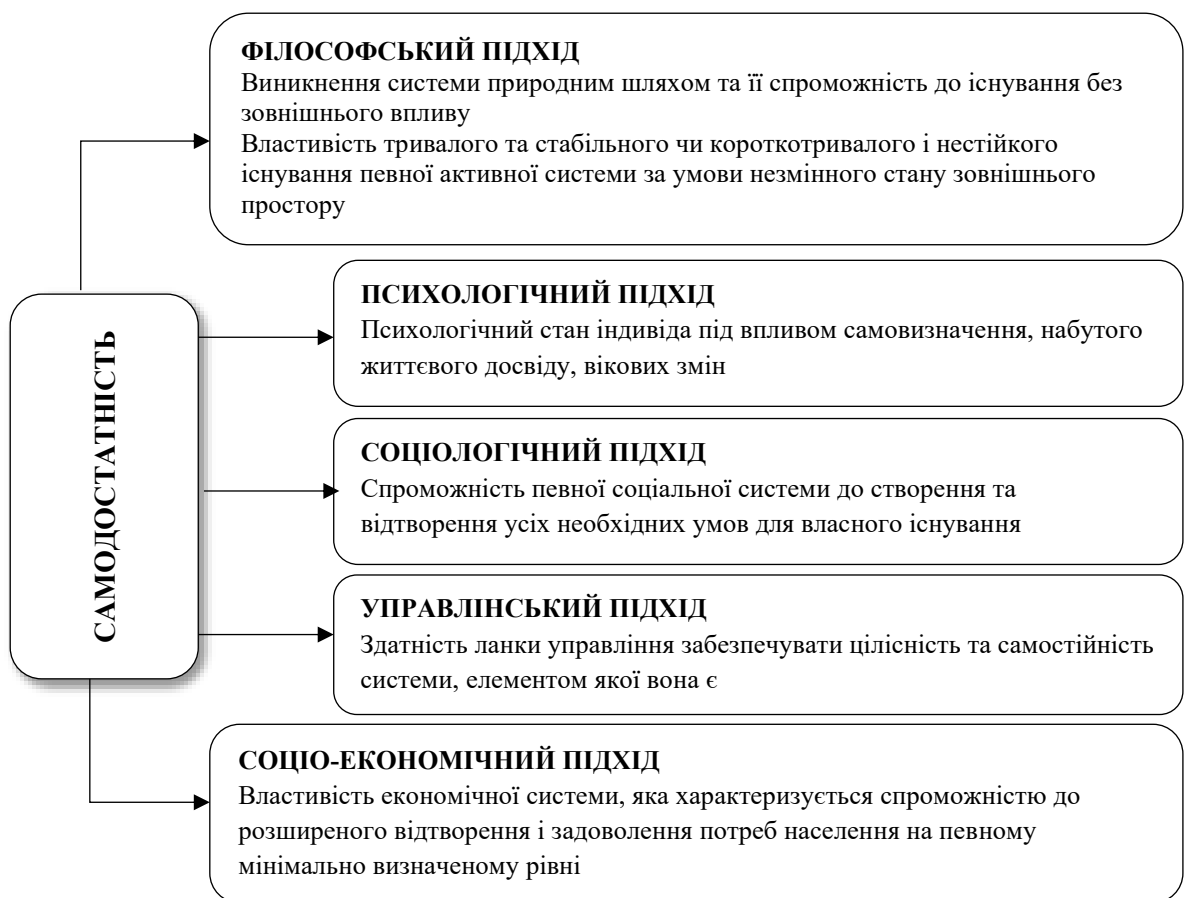 ФІЛОСОФСЬКИЙ ПІДХІД
Виникнення системи природним шляхом та її спроможність до існування без
зовнішнього впливу
Властивість тривалого та стабільного чи короткотривалого і нестійкого
існування певної активної системи за умови незмінного стану зовнішнього
простору
САМОДОСТАТНІСТЬ
ПСИХОЛОГІЧНИЙ ПІДХІД
Психологічний стан індивіда під впливом самовизначення, набутого
життєвого досвіду, вікових змін
СОЦІОЛОГІЧНИЙ ПІДХІД
Спроможність певної соціальної системи до створення та
відтворення усіх необхідних умов для власного існування
УПРАВЛІНСЬКИЙ ПІДХІД
Здатність ланки управління забезпечувати цілісність та самостійність
системи, елементом якої вона є
СОЦІО-ЕКОНОМІЧНИЙ ПІДХІД
Властивість економічної системи, яка характеризується спроможністю до
розширеного відтворення і задоволення потреб населення на певному
мінімально визначеному рівні